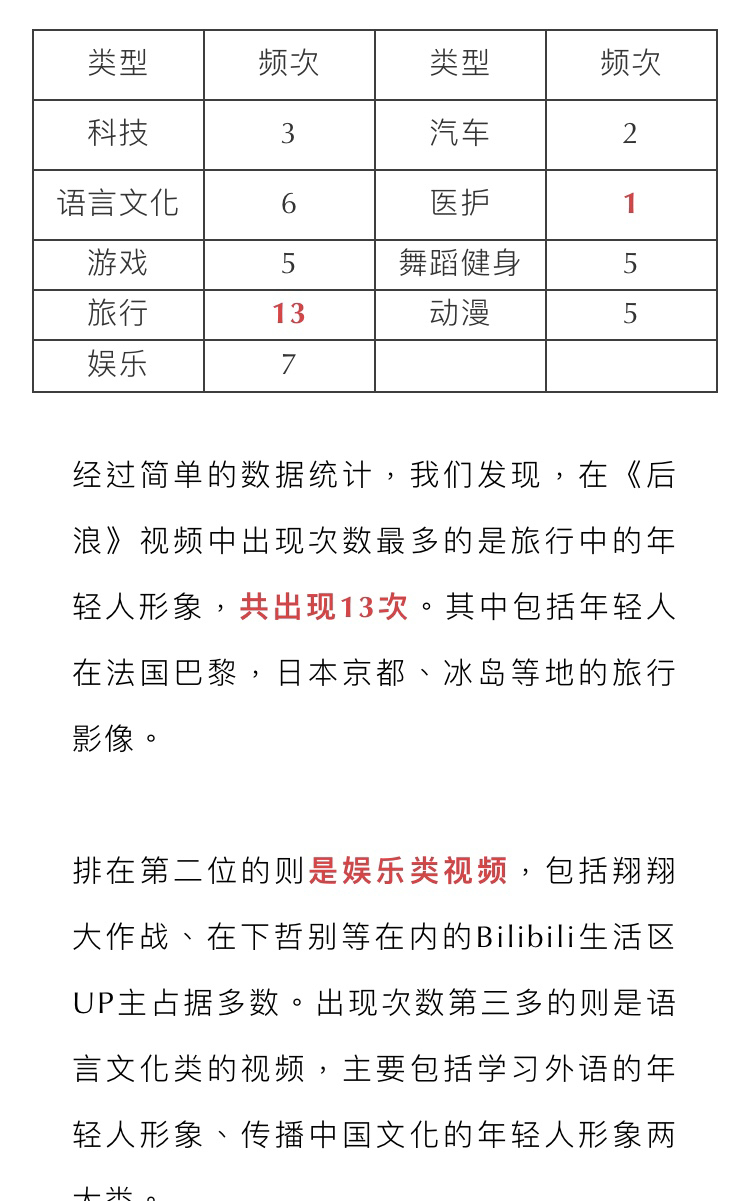 类型 频次 类型 频次
科技 3 汽车 2
语言文化 6 医护 1
游戏 5 舞蹈健身 5
旅行 13 动漫 5
娱乐 7
经过简单的数据统计，我们发现，在《后
浪》视频中出现次数最多的是旅行中的年
轻人形象，共出现13次。其中包括年轻人
在法国巴黎，日本京都、冰岛等地的旅行
影像。
排在第二位的则是娱乐类视频，包括翔翔
大作战、在下哲别等在内的Bilibili生活区
UP主占据多数。出现次数第三多的则是语
言文化类的视频，主要包括学习外语的年
轻人形象、传播中国文化的年轻人形象两
大类。